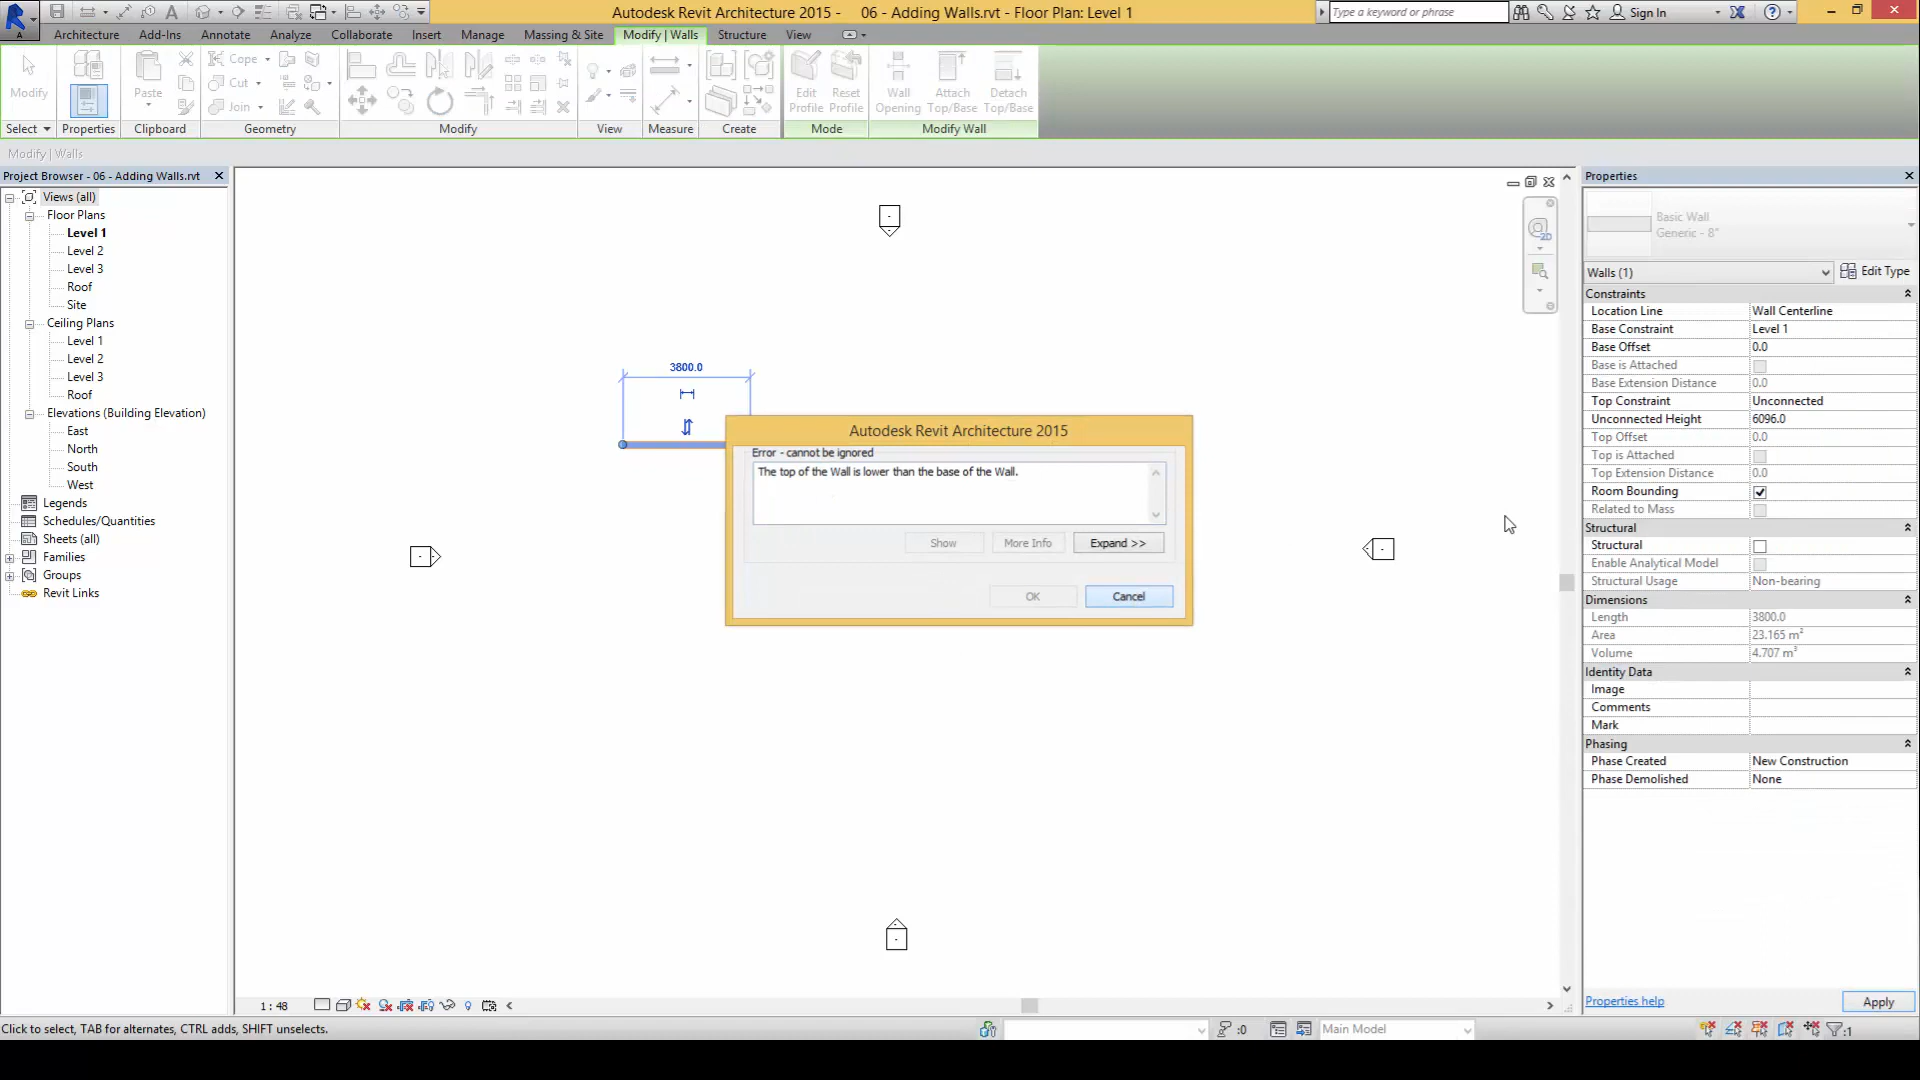 Autodesk Revit Architecture 2015 -     06 - Adding Walls.rvt - Floor Plan: Level 1
Type a keyword or phrase
Sign In
Architecture
Add-Ins
Annotate
Analyze
Collaborate
Insert
Manage
Massing & Site
Modify | Walls
Structure
View
Modify
Paste
Cope
Cut
Join
Edit Profile
Reset Profile
Wall Opening
Attach Top/Base
Detach Top/Base
Select
Properties
Clipboard
Geometry
Modify
View
Measure
Create
Mode
Modify Wall
Modify | Walls
Project Browser - 06 - Adding Walls.rvt
Views (all)
Floor Plans
Level 1
Level 2
Level 3
Roof
Site
Ceiling Plans
Level 1
Level 2
Level 3
Roof
Elevations (Building Elevation)
East
North
South
West
Legends
Schedules/Quantities
Sheets (all)
Families
Groups
Revit Links
3800.0
2D
Autodesk Revit Architecture 2015
Error - cannot be ignored
The top of the Wall is lower than the base of the Wall.
Show
More Info
Expand >>
OK
Cancel
Properties
Basic Wall
Generic - 8"
Walls (1)
Edit Type
Constraints
Location Line Wall Centerline
Base Constraint Level 1
Base Offset 0.0
Base is Attached
Base Extension Distance 0.0
Top Constraint Unconnected
Unconnected Height 6096.0
Top Offset 0.0
Top is Attached
Top Extension Distance 0.0
Room Bounding
Related to Mass
Structural
Structural
Enable Analytical Model
Structural Usage Non-bearing
Dimensions
Length 3800.0
Area 23.165 m²
Volume 4.707 m³
Identity Data
Image
Comments
Mark
Phasing
Phase Created New Construction
Phase Demolished None
Properties help
Apply
1 : 48
Click to select, TAB for alternates, CTRL adds, SHIFT unselects.
:0
Main Model
:1